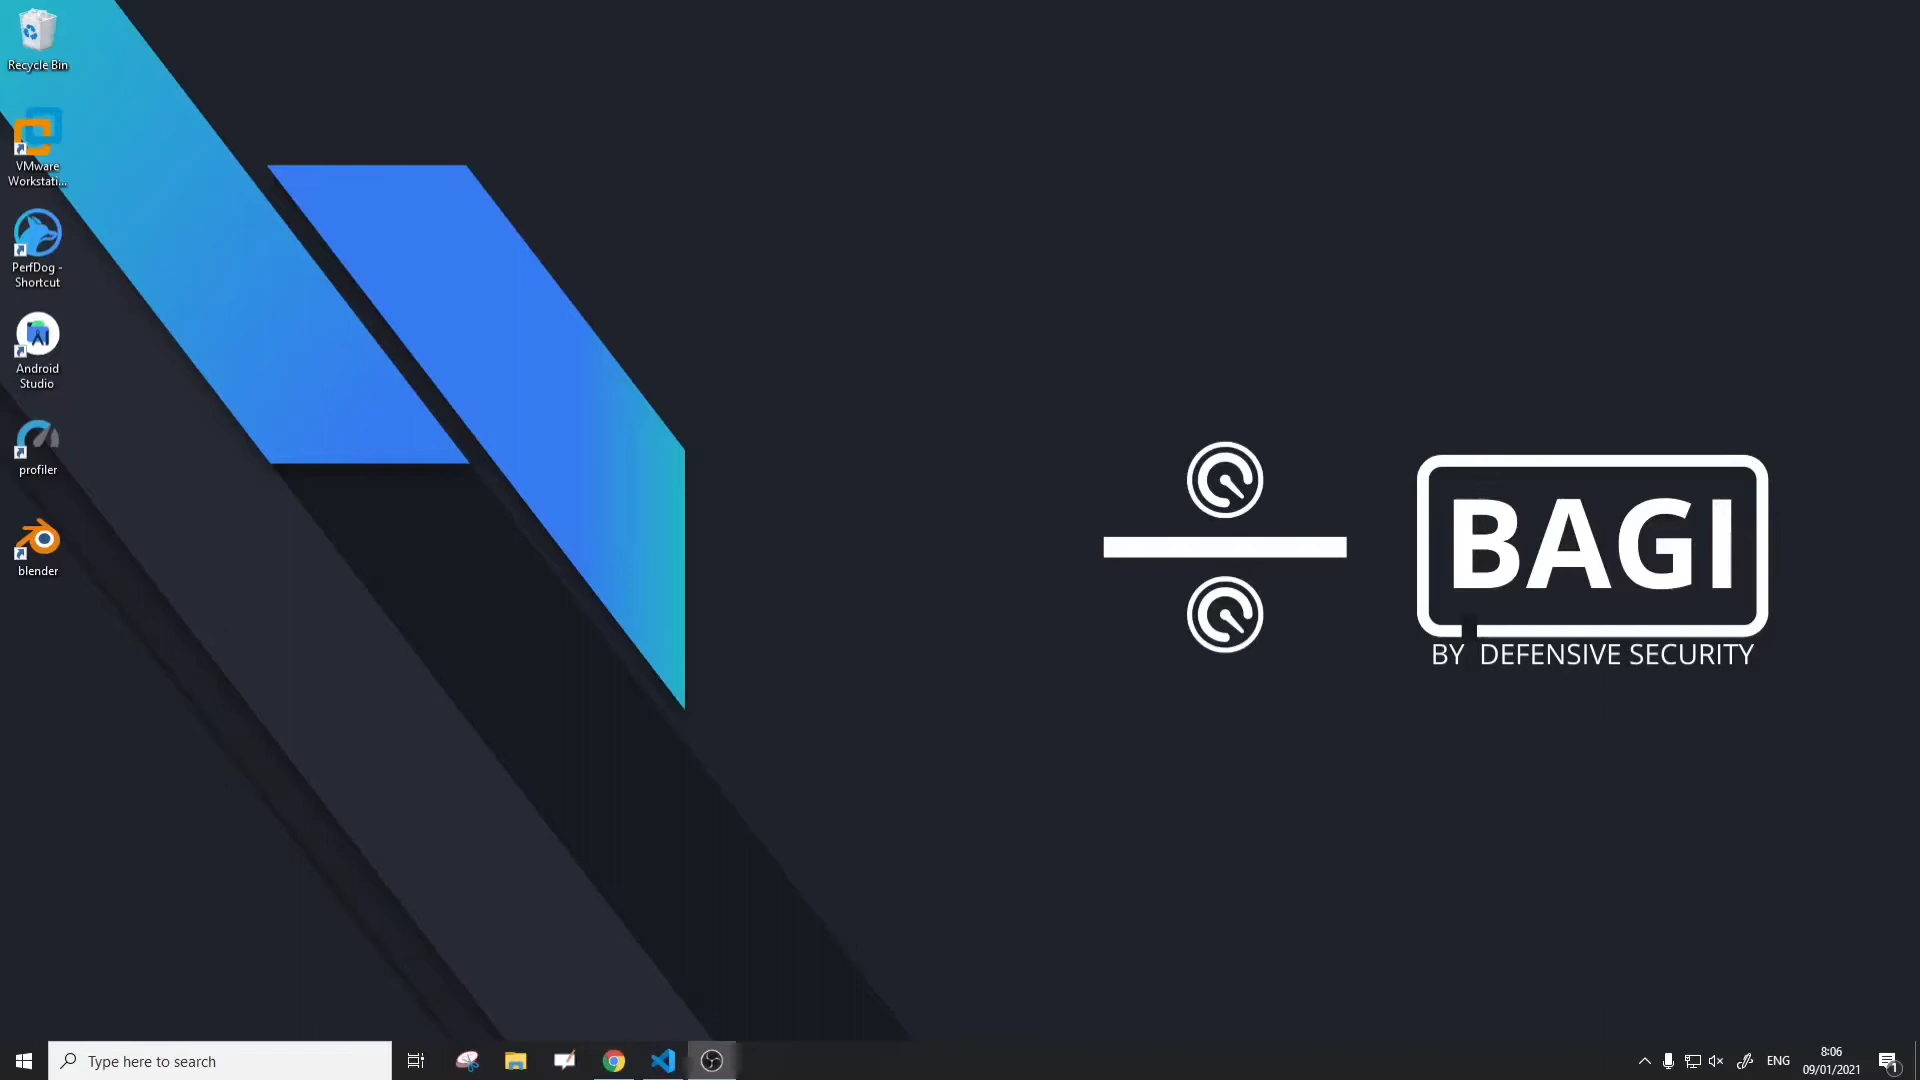 Recycle Bin
VMware
Workstati...
PerfDog -
Shortcut
Android
Studio
profiler
blender
BAGI
BY DEFENSIVE SECURITY
Type here to search
ENG
8:06
09/01/2021
1